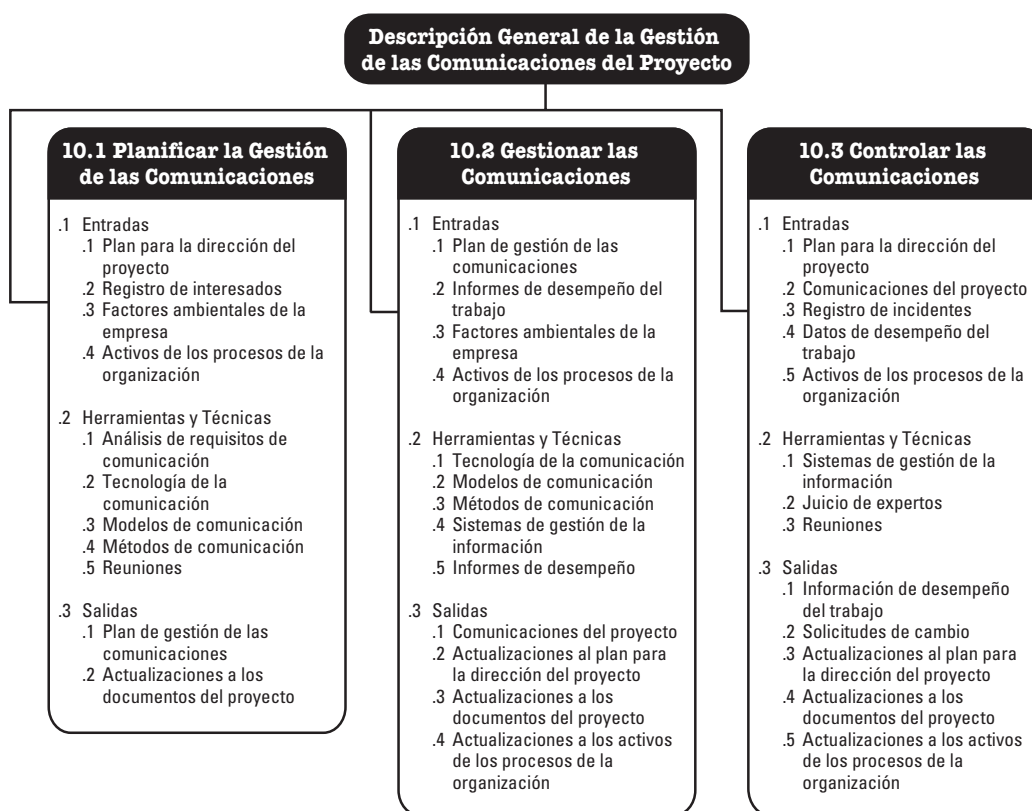 Descripción General de la Gestión
de las Comunicaciones del Proyecto
10.1 Planificar la Gestión
de las Comunicaciones
.1 Entradas
.1 Plan para la dirección del
proyecto
.2 Registro de interesados
.3 Factores ambientales de la
empresa
.4 Activos de los procesos de la
organización
.2 Herramientas y Técnicas
.1 Análisis de requisitos de
comunicación
.2 Tecnología de la
comunicación
.3 Modelos de comunicación
.4 Métodos de comunicación
.5 Reuniones
.3 Salidas
.1 Plan de gestión de las
comunicaciones
.2 Actualizaciones a los
documentos del proyecto
10.2 Gestionar las
Comunicaciones
.1 Entradas
.1 Plan de gestión de las
comunicaciones
.2 Informes de desempeño del
trabajo
.3 Factores ambientales de la
empresa
.4 Activos de los procesos de la
organización
.2 Herramientas y Técnicas
.1 Tecnología de la comunicación
.2 Modelos de comunicación
.3 Métodos de comunicación
.4 Sistemas de gestión de la
información
.5 Informes de desempeño
.3 Salidas
.1 Comunicaciones del proyecto
.2 Actualizaciones al plan para
la dirección del proyecto
.3 Actualizaciones a los
documentos del proyecto
.4 Actualizaciones a los activos
de los procesos de la
organización
10.3 Controlar las
Comunicaciones
.1 Entradas
.1 Plan para la dirección del
proyecto
.2 Comunicaciones del proyecto
.3 Registro de incidentes
.4 Datos de desempeño del
trabajo
.5 Activos de los procesos de la
organización
.2 Herramientas y Técnicas
.1 Sistemas de gestión de la
información
.2 Juicio de expertos
.3 Reuniones
.3 Salidas
.1 Información de desempeño
del trabajo
.2 Solicitudes de cambio
.3 Actualizaciones al plan para
la dirección del proyecto
.4 Actualizaciones a los
documentos del proyecto
.5 Actualizaciones a los activos
de los procesos de la
organización